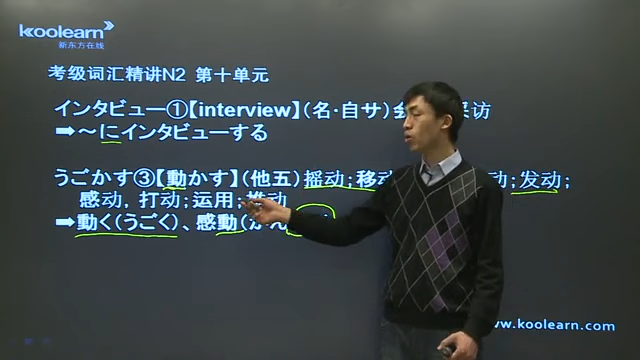 koolearn
新东方在线
考级词汇精讲N2 第十单元
インタビュー①【interview】(名·自サ) 采访
➡～にインタビューする
うごかす③【動かす】(他五)摇动;移动 动;发动;
感动,打动;运用;推动
➡動く(うごく)、感動(かん
www.koolearn.com